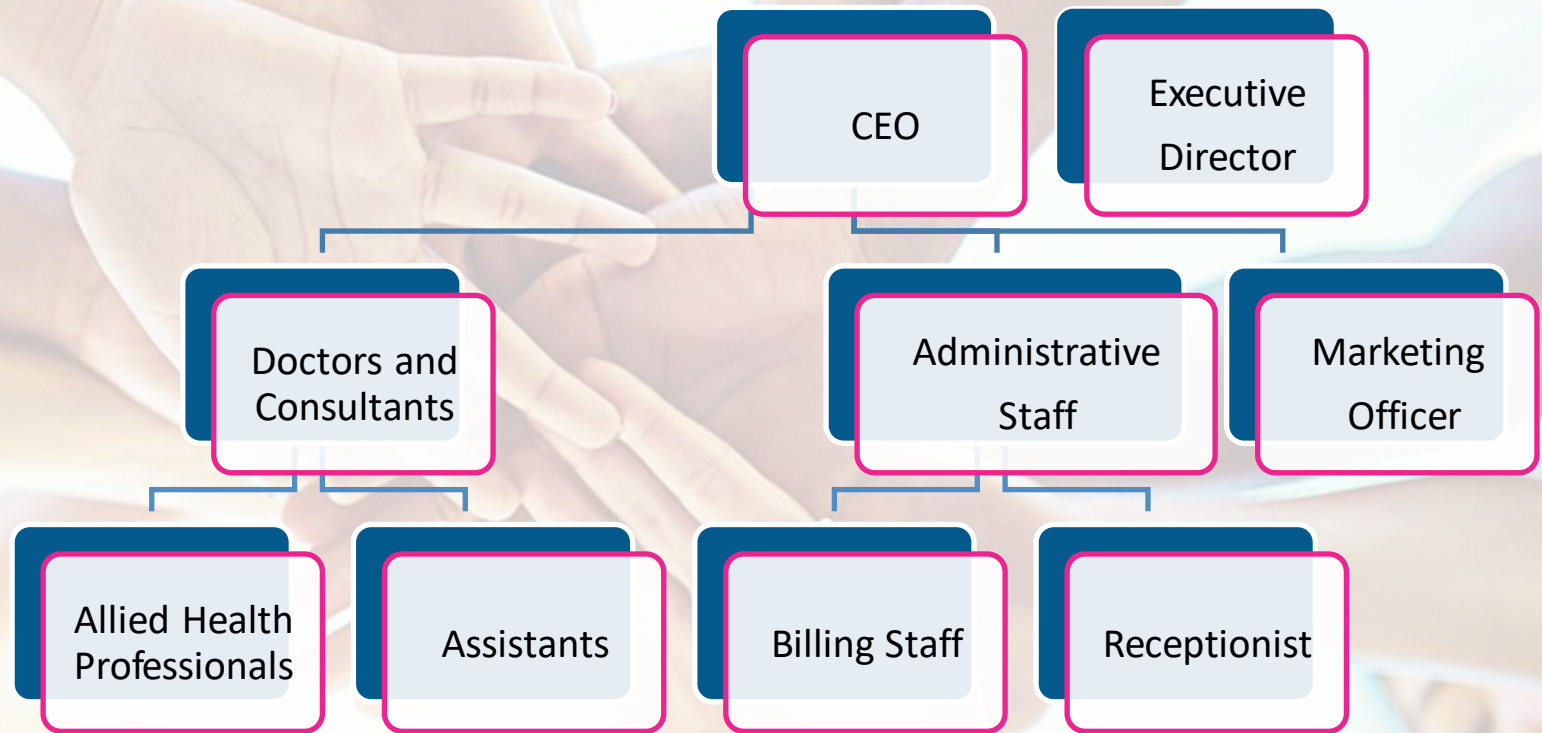 CEO
Executive
Director
Doctors and
Consultants
Administrative
Staff
Marketing
Officer
Allied Health
Professionals
Assistants
Billing Staff
Receptionist